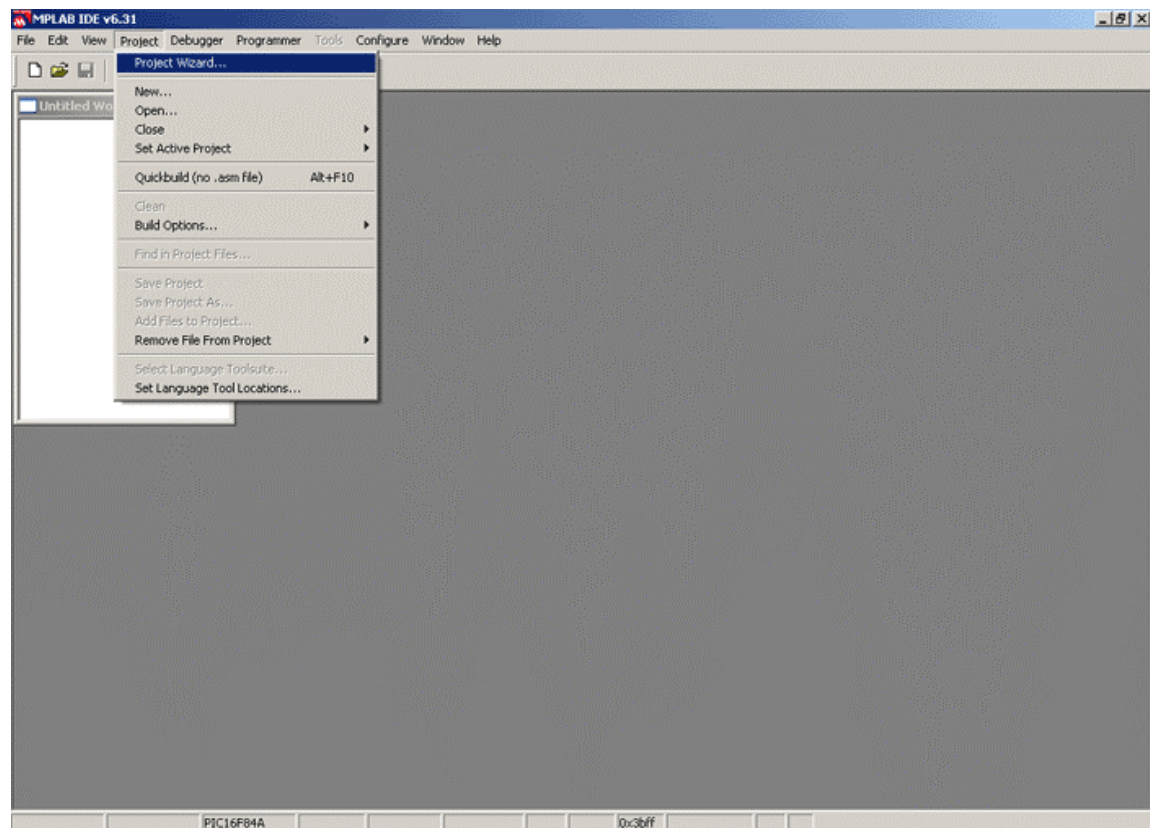 MPLAB IDE v6.31
File Edit View Project Debugger Programmer Tools Configure Window Help
Project Wizard...
Untitled Wo
New...
Open...
Close
Set Active Project
Quickbuild (no .asm file) Alt+F10
Clean
Build Options...
Find in Project Files...
Save Project
Save Project As...
Add Files to Project...
Remove File From Project
Select Language Toolsuite...
Set Language Tool Locations...
PIC16F84A 0x3bff